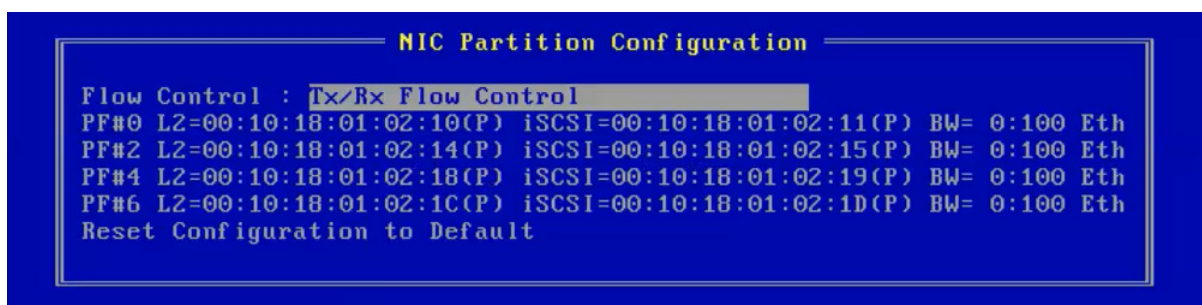 NIC Partition Configuration
Flow Control : Tx/Rx Flow Control
PF#0 L2=00:10:18:01:02:10(P) iSCSI=00:10:18:01:02:11(P) BW= 0:100 Eth
PF#2 L2=00:10:18:01:02:14(P) iSCSI=00:10:18:01:02:15(P) BW= 0:100 Eth
PF#4 L2=00:10:18:01:02:18(P) iSCSI=00:10:18:01:02:19(P) BW= 0:100 Eth
PF#6 L2=00:10:18:01:02:1C(P) iSCSI=00:10:18:01:02:1D(P) BW= 0:100 Eth
Reset Configuration to Default